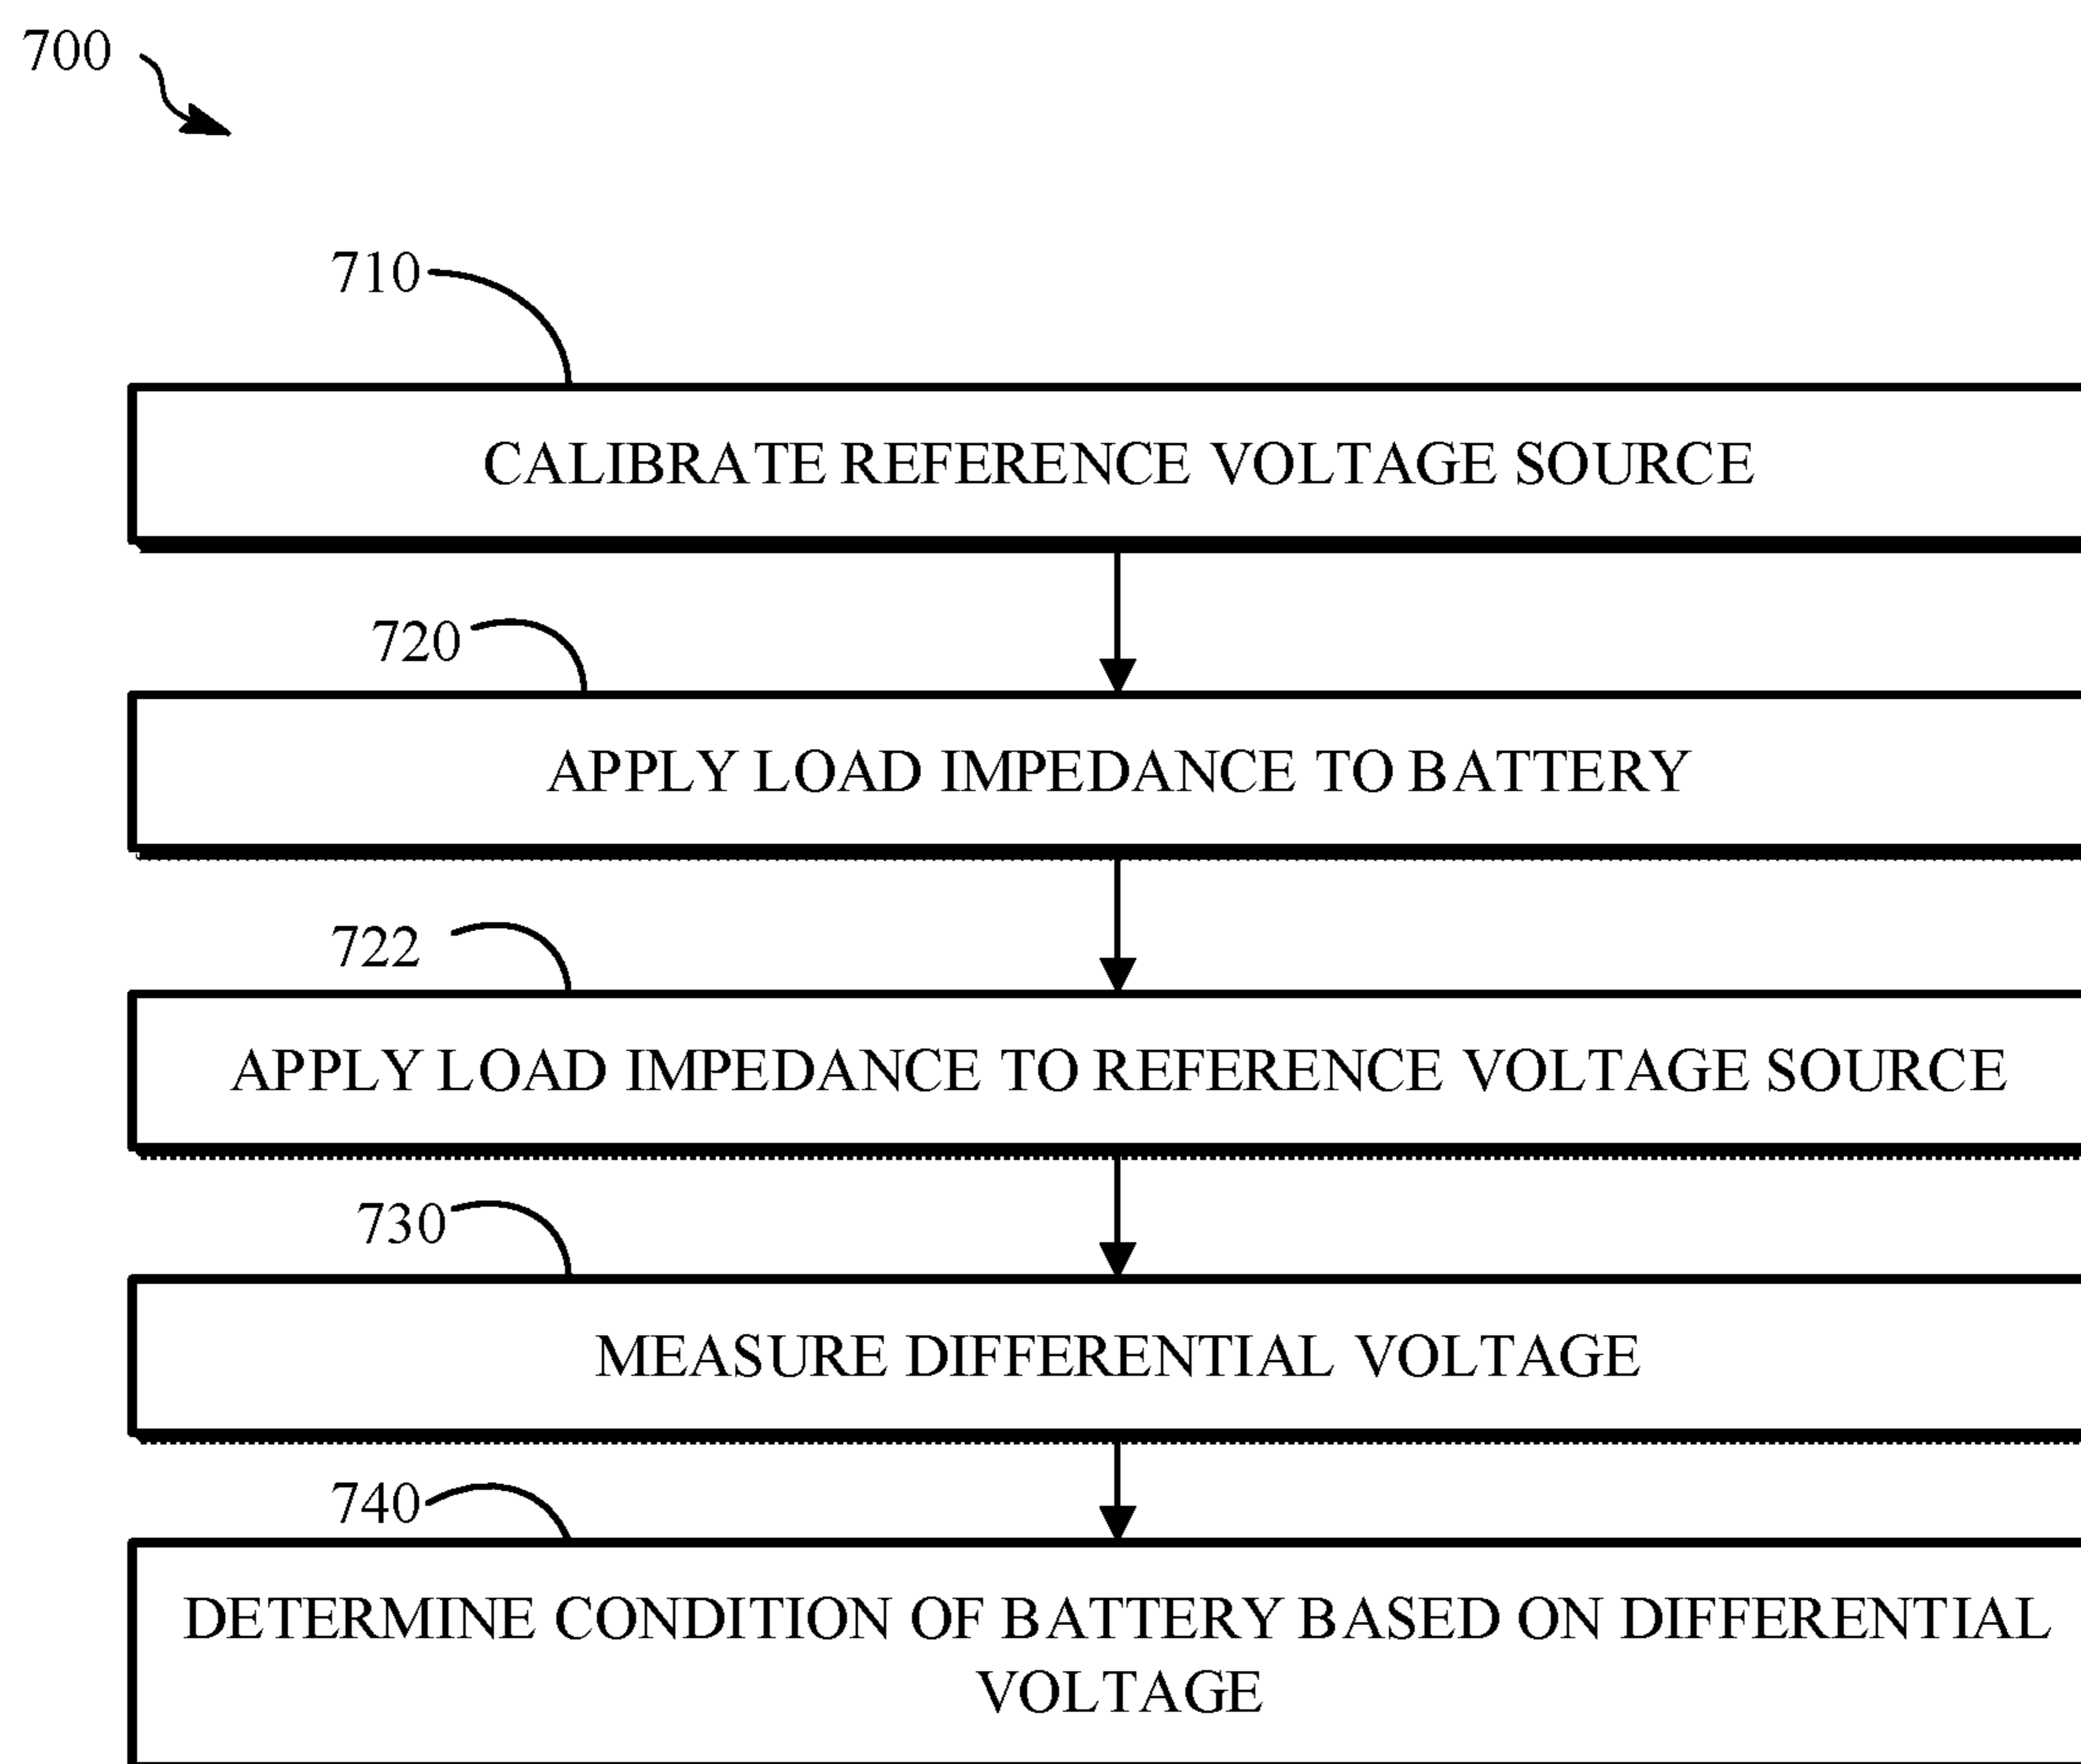 700
710
CALIBRATE REFERENCE VOLTAGE SOURCE
720
APPLY LOAD IMPEDANCE TO BATTERY
722
APPLY LOAD IMPEDANCE TO REFERENCE VOLTAGE SOURCE
730
MEASURE DIFFERENTIAL VOLTAGE
740
DETERMINE CONDITION OF BATTERY BASED ON DIFFERENTIAL
VOLTAGE